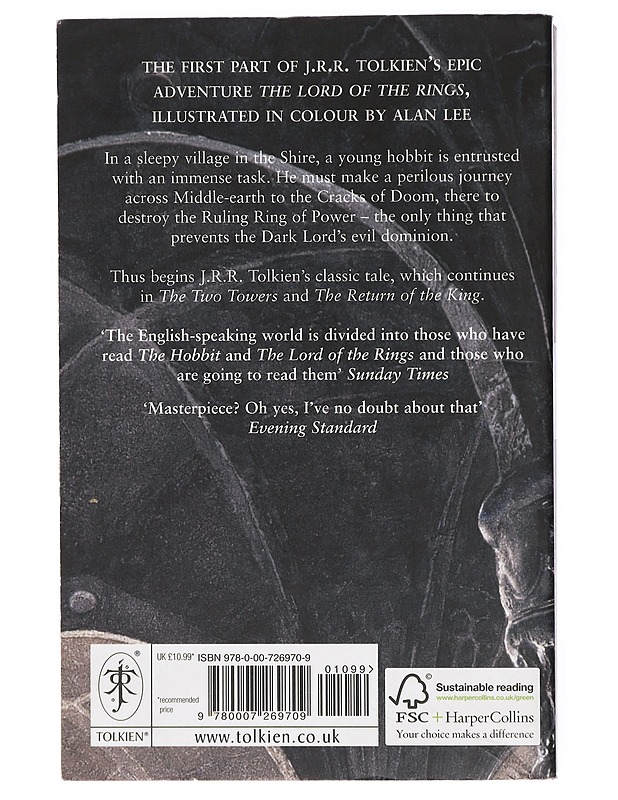 THE FIRST PART OF J.R.R. TOLKIEN'S EPIC
ADVENTURE THE LORD OF THE RINGS,
ILLUSTRATED IN COLOUR BY ALAN LEE
In a sleepy village in the Shire, a young hobbit is entrusted
with an immense task. He must make a perilous journey
across Middle-earth to the Cracks of Doom, there to
destroy the Ruling Ring of Power – the only thing that
prevents the Dark Lord's evil dominion.
Thus begins J.R.R. Tolkien's classic tale, which continues
in The Two Towers and The Return of the King.
'The English-speaking world is divided into those who have
read The Hobbit and The Lord of the Rings and those who
are going to read them' Sunday Times
'Masterpiece? Oh yes, I've no doubt about that'
Evening Standard
UK £10.99* ISBN 978-0-00-726970-9
01099>
*recommended
price
9 780007 269709
TOLKIEN®
www.tolkien.co.uk
®
©
Sustainable reading
www.harpercollins.co.uk/green
FSC + HarperCollins
Your choice makes a difference